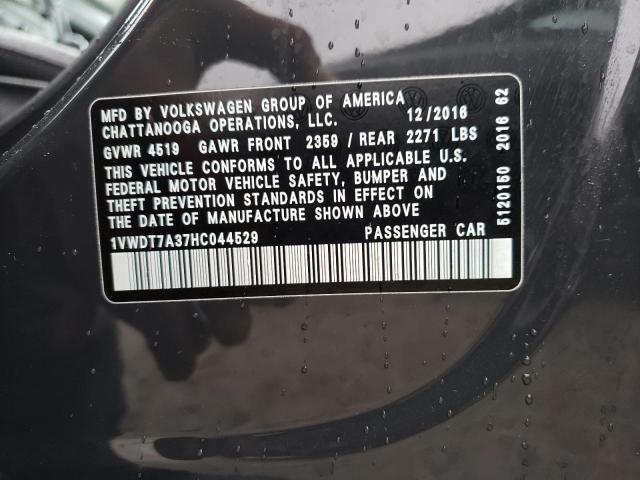 MFD BY VOLKSWAGEN GROUP OF AMERICA
CHATTANOOGA OPERATIONS, LLC. 12/2016
GVWR 4519 GAWR FRONT 2359 / REAR 2271 LBS
THIS VEHICLE CONFORMS TO ALL APPLICABLE U.S.
FEDERAL MOTOR VEHICLE SAFETY, BUMPER AND
THEFT PREVENTION STANDARDS IN EFFECT ON
THE DATE OF MANUFACTURE SHOWN ABOVE
1VWDT7A37HC044529 PASSENGER CAR
5120150 2016 62